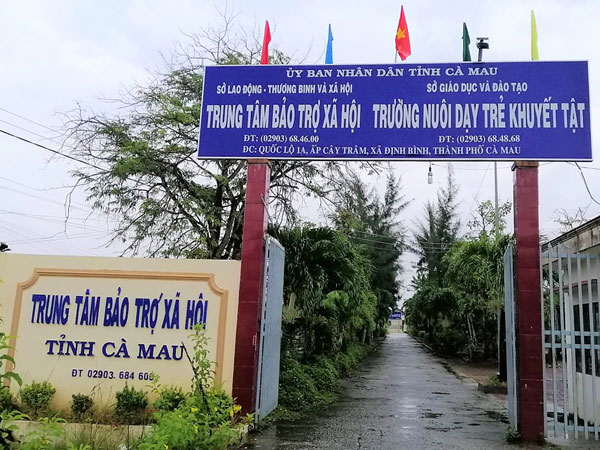 ỦY BAN NHÂN DÂN TỈNH CÀ MAU
SỞ LAO ĐỘNG - THƯƠNG BINH VÀ XÃ HỘI
SỞ GIÁO DỤC VÀ ĐÀO TẠO
TRUNG TÂM BẢO TRỢ XÃ HỘI
TRƯỜNG NUÔI DẠY TRẺ KHUYẾT TẬT
ĐT: (02903) 68.46.00
ĐT: (02903) 68.48.68
ĐC: QUỐC LỘ 1A, ẤP CÂY TRÂM, XÃ ĐỊNH BÌNH, THÀNH PHỐ CÀ MAU
TRUNG TÂM BẢO TRỢ XÃ HỘI
TỈNH CÀ MAU
ĐT 02903. 684 600